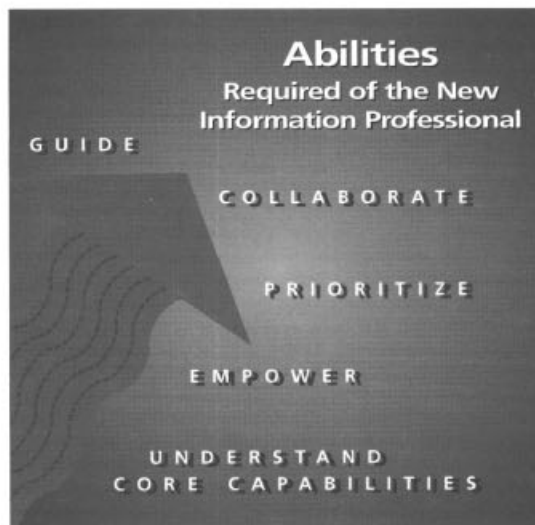 Abilities
Required of the New
Information Professional
GUIDE
COLLABORATE
PRIORITIZE
EMPOWER
UNDERSTAND
CORE CAPABILITIES